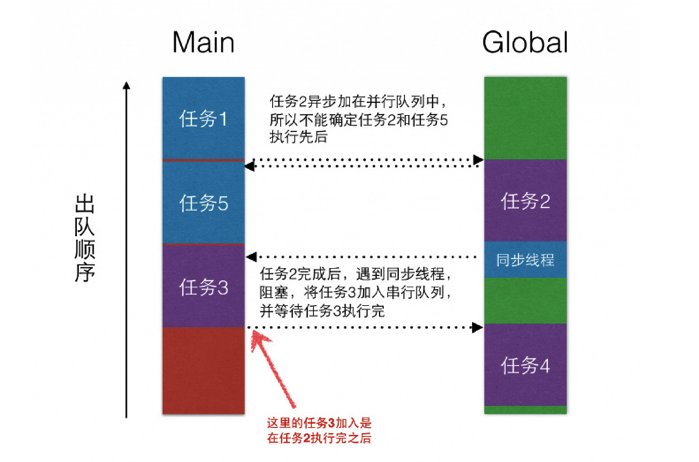 Main
Global
任务1
任务2异步加在并行队列中，
所以不能确定任务2和任务5
执行先后
任务5
任务2
出队顺序
同步线程
任务3
任务2完成后，遇到同步线程，
阻塞，将任务3加入串行队列，
并等待任务3执行完
任务4
这里的任务3加入是
在任务2执行完之后